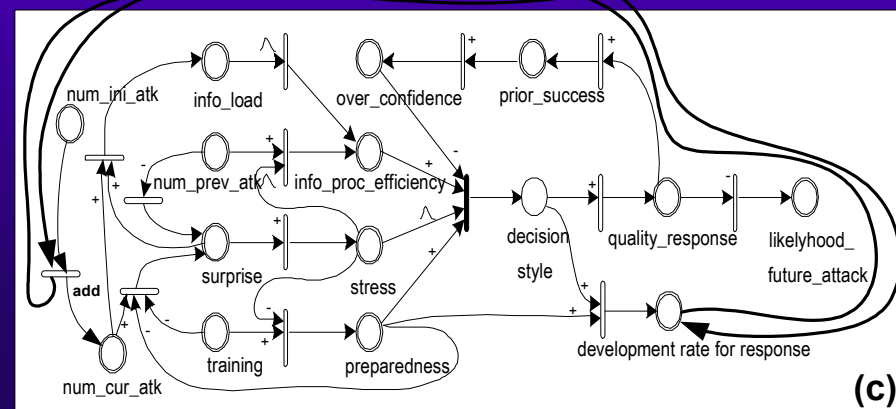 num_ini_atk
info_load
over_confidence
prior_success
+
+
num_prev_atk
info_proc_efficiency
+
-
+
-
+
+
surprise
stress
+
+
decision
style
+
quality_response
-
likelyhood_
future_attack
add
+
-
-
training
-
+
preparedness
+
+
development rate for response
num_cur_atk
(c)